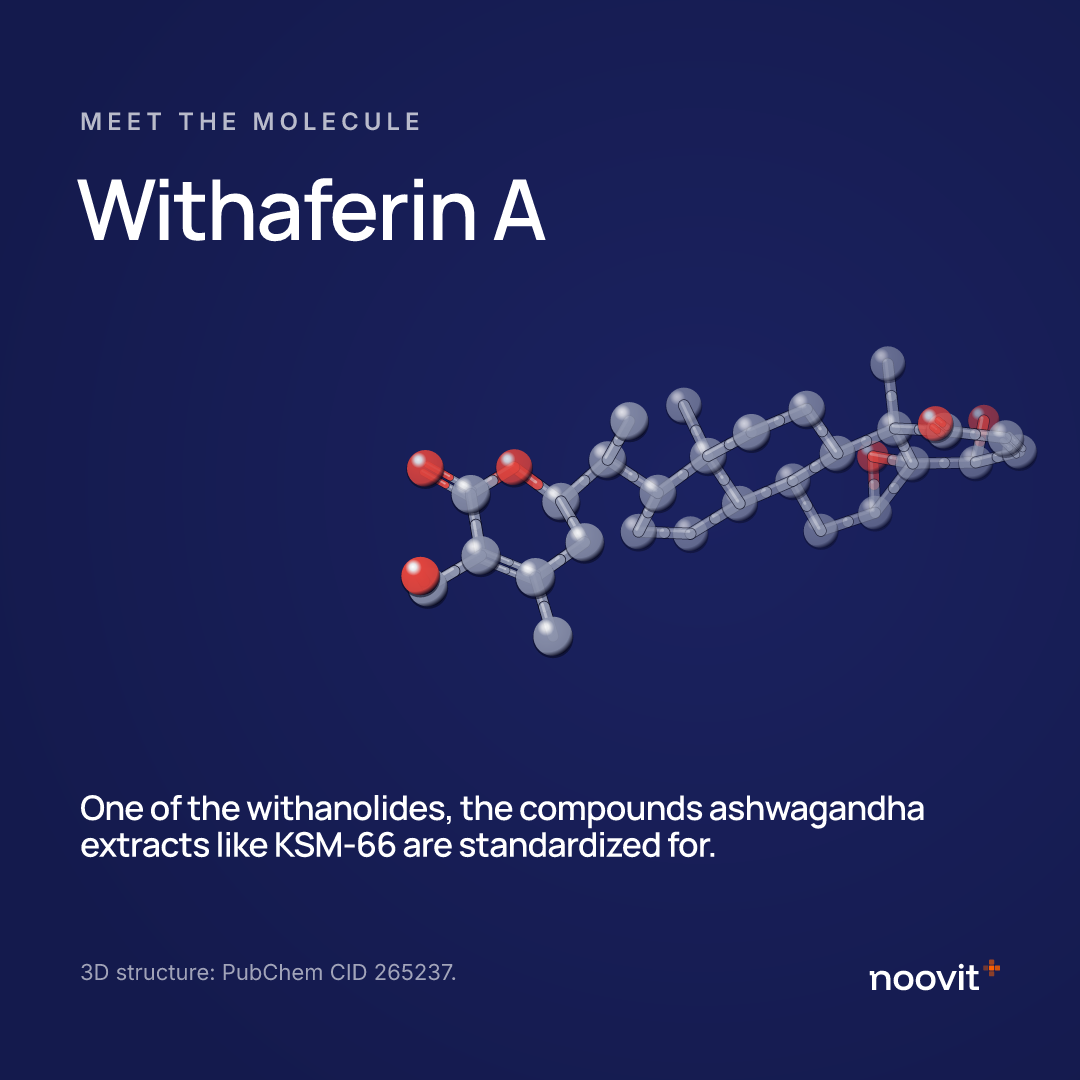 MEET THE MOLECULE
Withaferin A
One of the withanolides, the compounds ashwagandha
extracts like KSM-66 are standardized for.
3D structure: PubChem CID 265237.
noovit